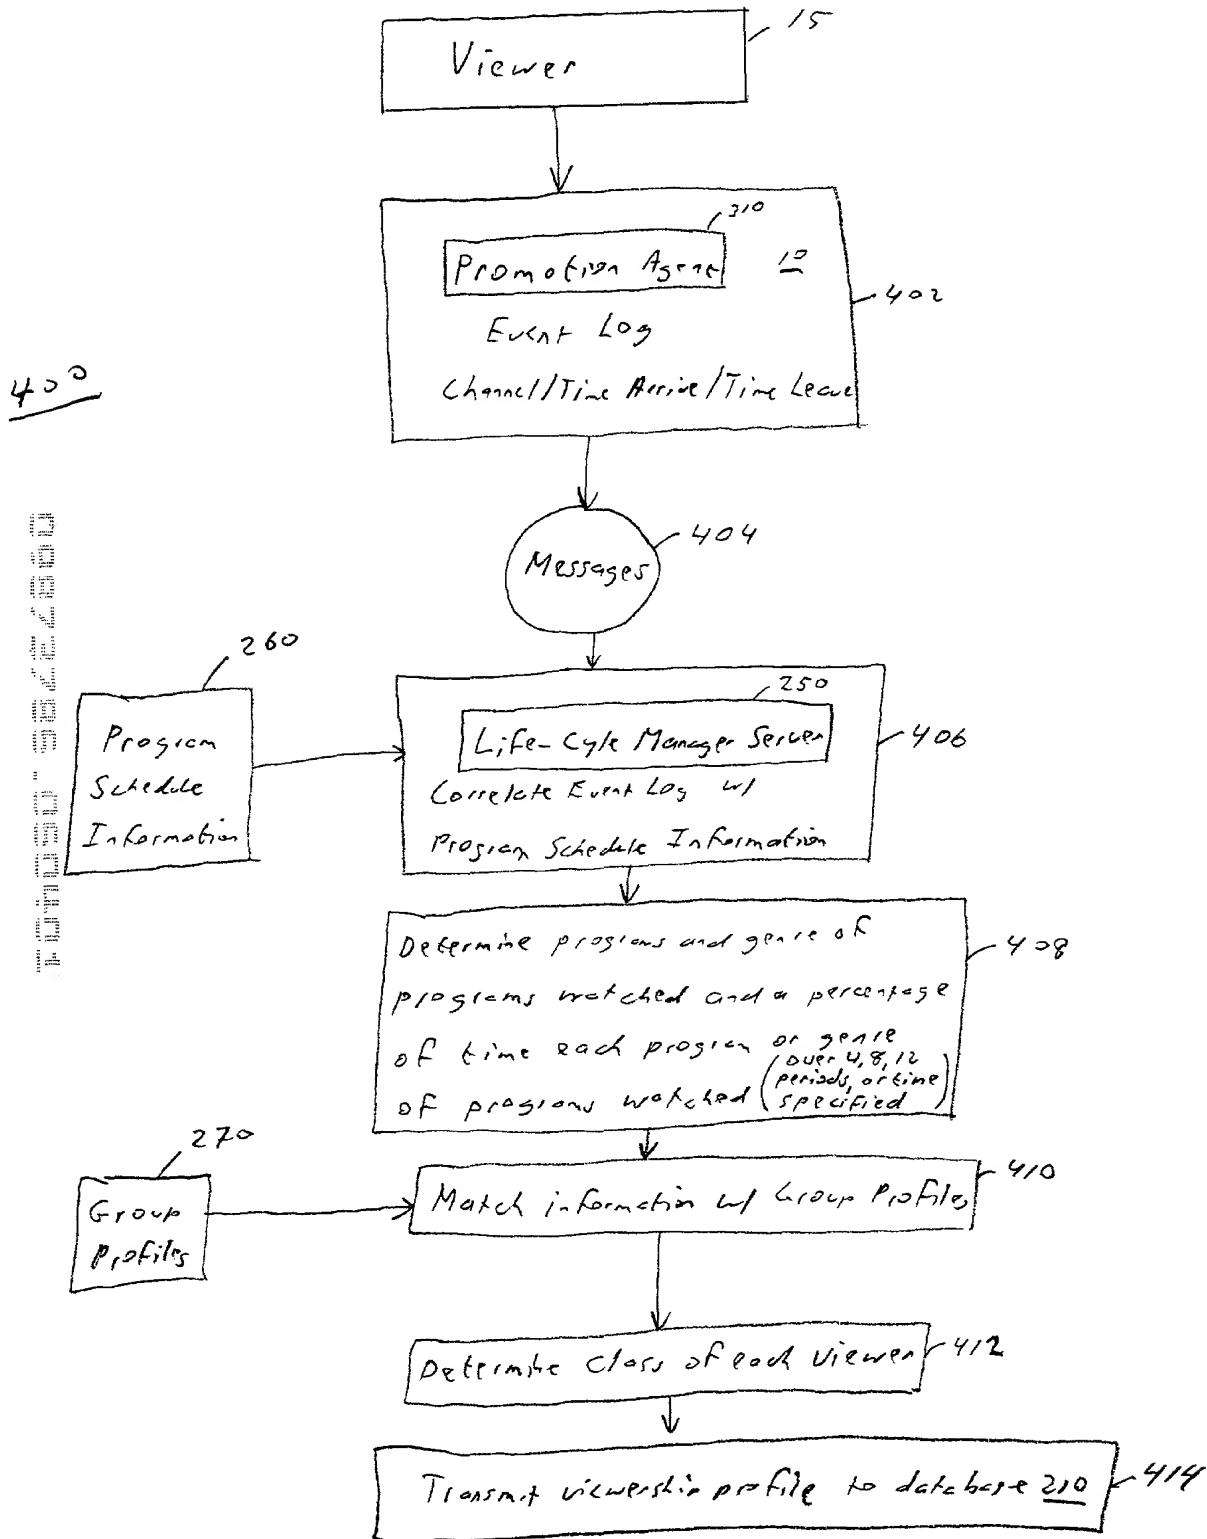 15
Viewer
310
Promotion Agent
10
402
Event Log
Channel/Time Arrive/Time Leave
400
404
Messages
260
Program
Schedule
Information
250
Life-Cyle Manager Server
406
Correlate Event Log w/
Program Schedule Information
Determine programs and genre of
408
programs watched and a percentage
of time each program or genre
of programs watched (over 4, 8, 12
periods, or time
specified)
270
Group
Profiles
Match information w/ Group Profiles
410
Determine class of each viewer
412
Transmit viewership profile to database 210
414